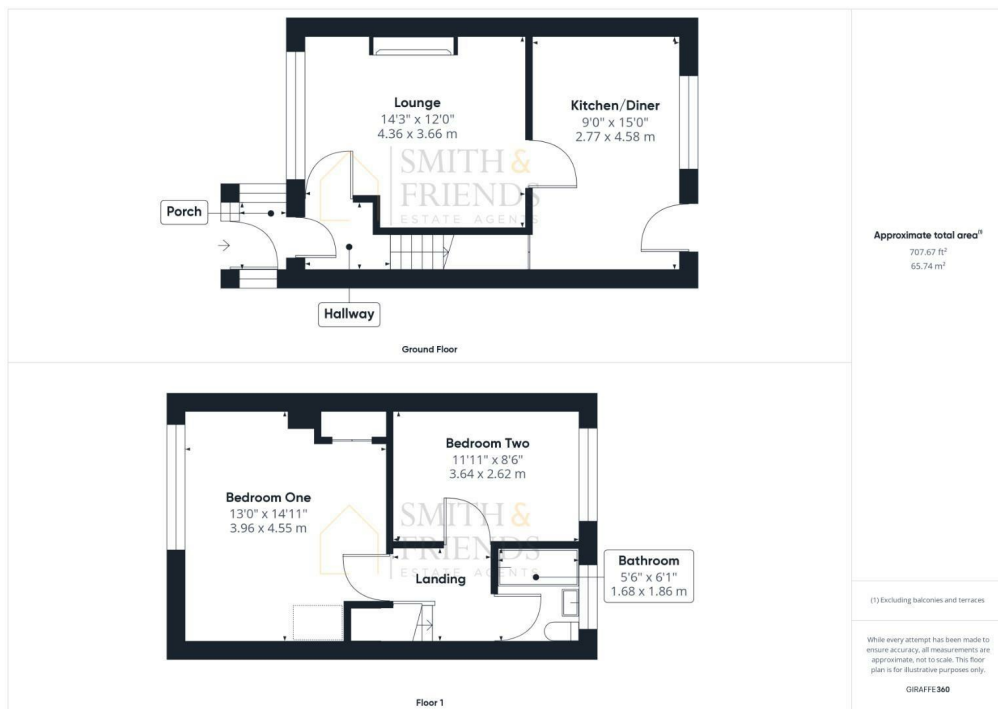 Lounge
14'3" x 12'0"
4.36 x 3.66 m
Kitchen/Diner
9'0" x 15'0"
2.77 x 4.58 m
SMITH &
FRIENDS
ESTATE AGENTS
Porch
Hallway
Ground Floor
Approximate total area⁽¹⁾
707.67 ft²
65.74 m²
Bedroom Two
11'11" x 8'6"
3.64 x 2.62 m
Bedroom One
13'0" x 14'11"
3.96 x 4.55 m
SMITH &
FRIENDS
ESTATE AGENTS
Landing
Bathroom
5'6" x 6'1"
1.68 x 1.86 m
Floor 1
(1) Excluding balconies and terraces
While every attempt has been made to
ensure accuracy, all measurements are
approximate, not to scale. This floor
plan is for illustrative purposes only.
GIRAFFE360